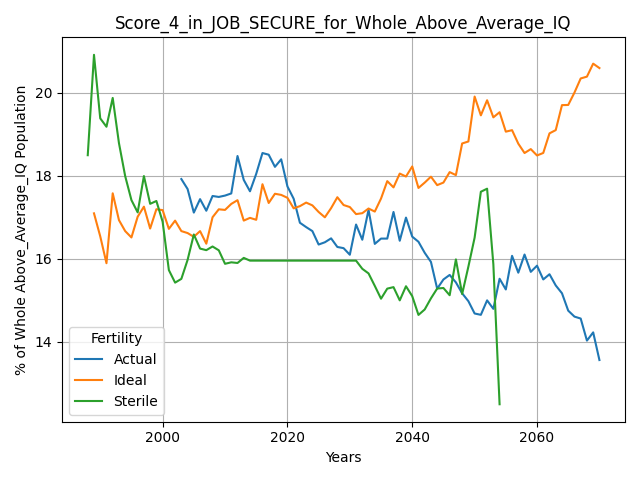 Score_4_in_JOB_SECURE_for_Whole_Above_Average_IQ
% of Whole Above_Average_IQ Population
20
18
16
14
Fertility
Actual
Ideal
Sterile
2000 2020 2040 2060
Years